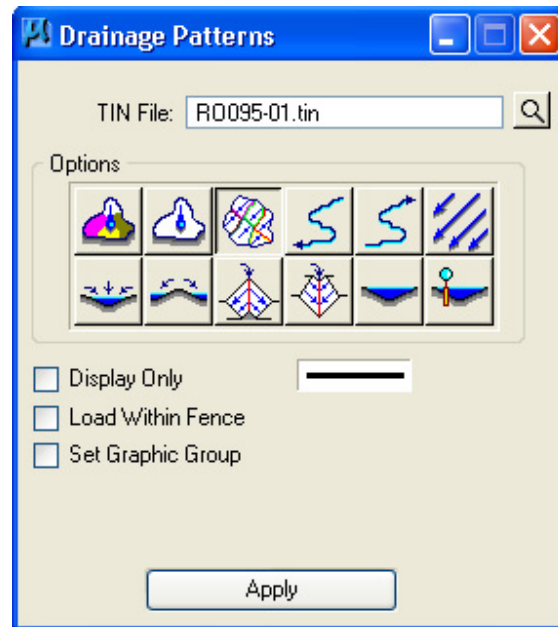 Drainage Patterns
TIN File: RO095-01.tin
Options
Display Only
Load Within Fence
Set Graphic Group
Apply